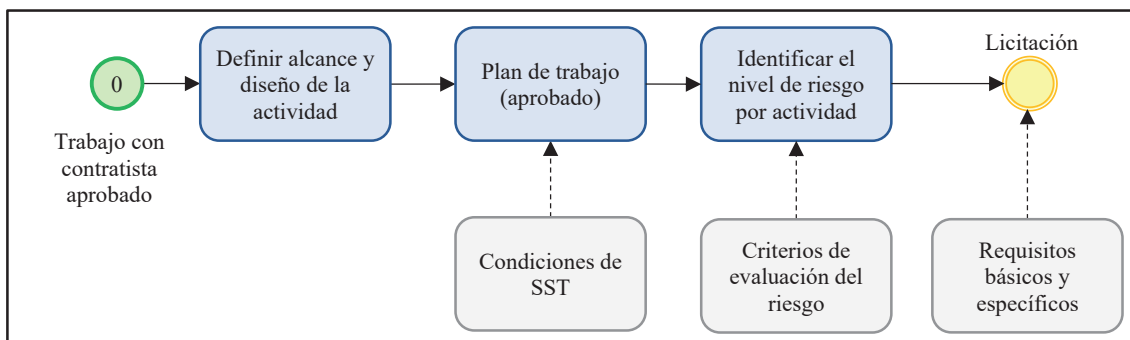 0
Trabajo con
contratista
aprobado
Definir alcance y
diseño de la
actividad
Plan de trabajo
(aprobado)
Identificar el
nivel de riesgo
por actividad
Licitación
Condiciones de
SST
Criterios de
evaluación del
riesgo
Requisitos
básicos y
específicos